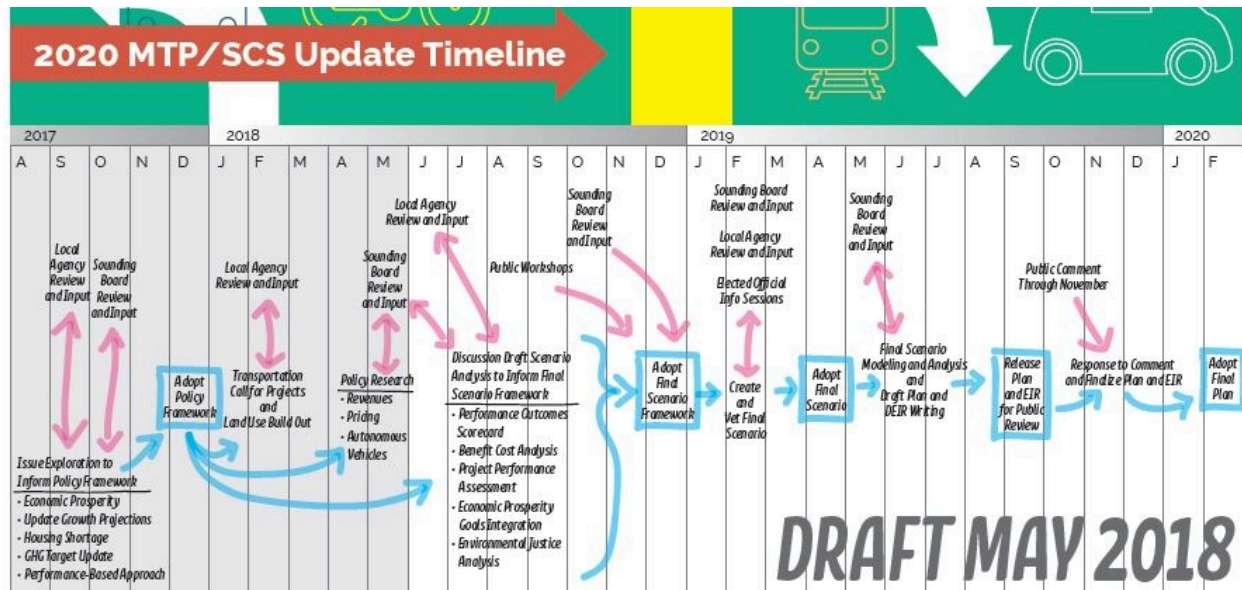 2020 MTP/SCS Update Timeline
2017
2018
2019
2020
A S O N D J F M A M J J A S O N D J F M A M J J A S O N D J F
Local
Agency
Review and Input
Sounding
Board
Review
and Input
Issue Exploration to
Inform Policy Framework
• Economic Prosperity
• Update Growth Projections
• Housing Shortage
• GHG Target Update
• Performance-Based Approach
Adopt
Policy
Framework
Local Agency
Review and Input
Transportation
Call for Projects
and
Land Use Build Out
Sounding
Board
Review
and Input
Policy Research
• Revenues
• Pricing
• Autonomous
Vehicles
Local Agency
Review and Input
Public Workshops
Discussion Draft Scenario
Analysis to Inform Final
Scenario Framework
• Performance Outcomes
Scorecard
• Benefit Cost Analysis
• Project Performance
Assessment
• Economic Prosperity
Goals Integration
• Environmental Justice
Analysis
Sounding
Board
Review
and Input
Adopt
Final
Scenario
Framework
Sounding Board
Review and Input
Local Agency
Review and Input
Elected Official
Info Sessions
Create
and
Vet Final
Scenario
Adopt
Final
Scenario
Sounding
Board
Review
and Input
Final Scenario
Modeling and Analysis
and
Draft Plan and
DEIR Writing
Release
Plan
and EIR
for Public
Review
Public Comment
Through November
Response to Comment
and Finalize Plan and EIR
Adopt
Final
Plan
DRAFT MAY 2018